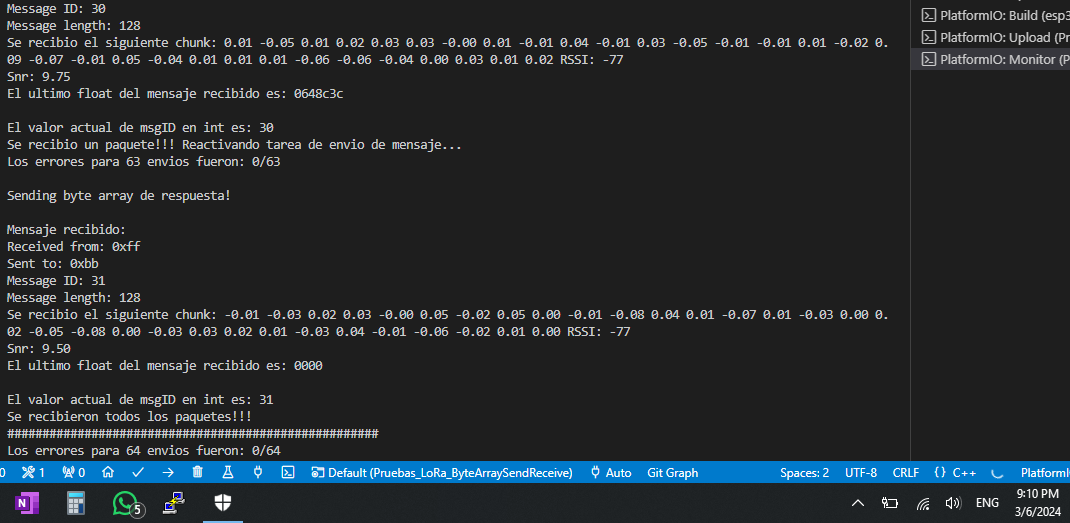 Message ID: 30
Message length: 128
Se recibio el siguiente chunk: 0.01 -0.05 0.01 0.02 0.03 0.03 -0.00 0.01 -0.01 0.04 -0.01 0.03 -0.05 -0.01 -0.01 0.01 -0.02 0.
09 -0.07 -0.01 0.05 -0.04 0.01 0.01 0.01 -0.06 -0.06 -0.04 0.00 0.03 0.01 0.02 RSSI: -77
Snr: 9.75
El ultimo float del mensaje recibido es: 0648c3c
El valor actual de msgID en int es: 30
Se recibio un paquete!!! Reactivando tarea de envio de mensaje...
Los errores para 63 envios fueron: 0/63
Sending byte array de respuesta!
Mensaje recibido:
Received from: 0xff
Sent to: 0xbb
Message ID: 31
Message length: 128
Se recibio el siguiente chunk: -0.01 -0.03 0.02 0.03 -0.00 0.05 -0.02 0.05 0.00 -0.01 -0.08 0.04 0.01 -0.07 0.01 -0.03 0.00 0.
02 -0.05 -0.08 0.00 -0.03 0.03 0.02 0.01 -0.03 0.04 -0.01 -0.06 -0.02 0.01 0.00 RSSI: -77
Snr: 9.50
El ultimo float del mensaje recibido es: 0000
El valor actual de msgID en int es: 31
Se recibieron todos los paquetes!!!
#####################################################
Los errores para 64 envios fueron: 0/64
PlatformIO: Build (esp3
PlatformIO: Upload (Pr
PlatformIO: Monitor (P
0 1 0 Default (Pruebas_LoRa_ByteArraySendReceive) Auto Git Graph Spaces: 2 UTF-8 CRLF {} C++ PlatformI
N 5 ENG 9:10 PM
3/6/2024